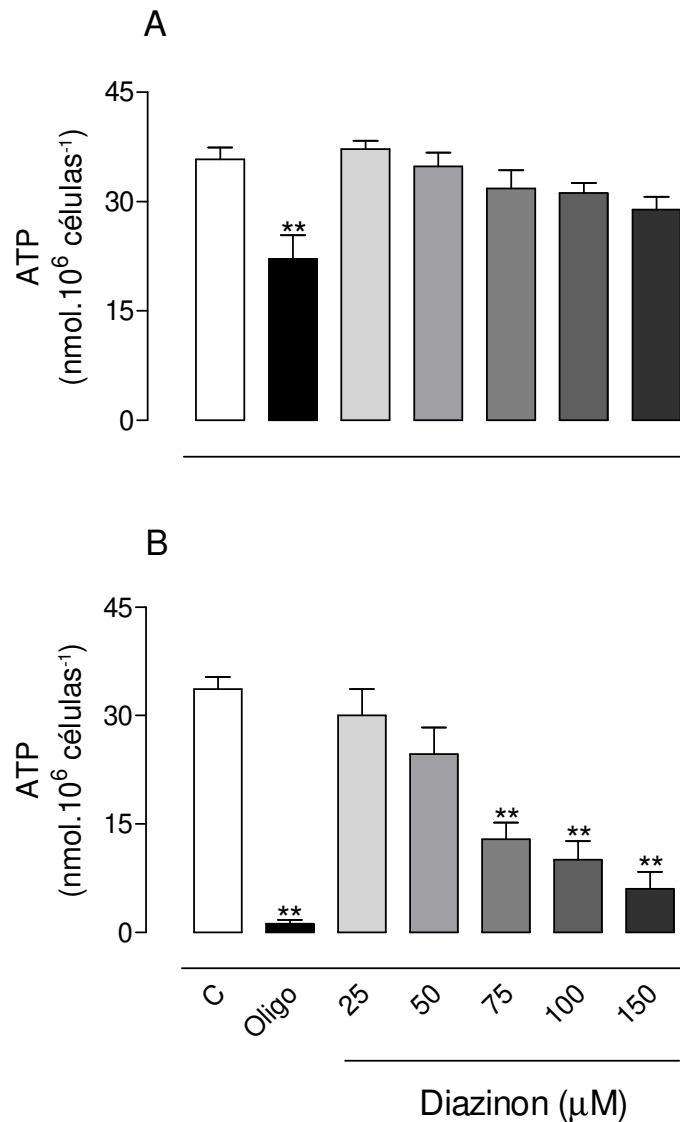 A
45
30
15
0
ATP
(nmol.10⁶ células⁻¹)
**
B
45
30
15
0
ATP
(nmol.10⁶ células⁻¹)
**
**
**
**
C
Oligo
25
50
75
100
150
Diazinon (μM)